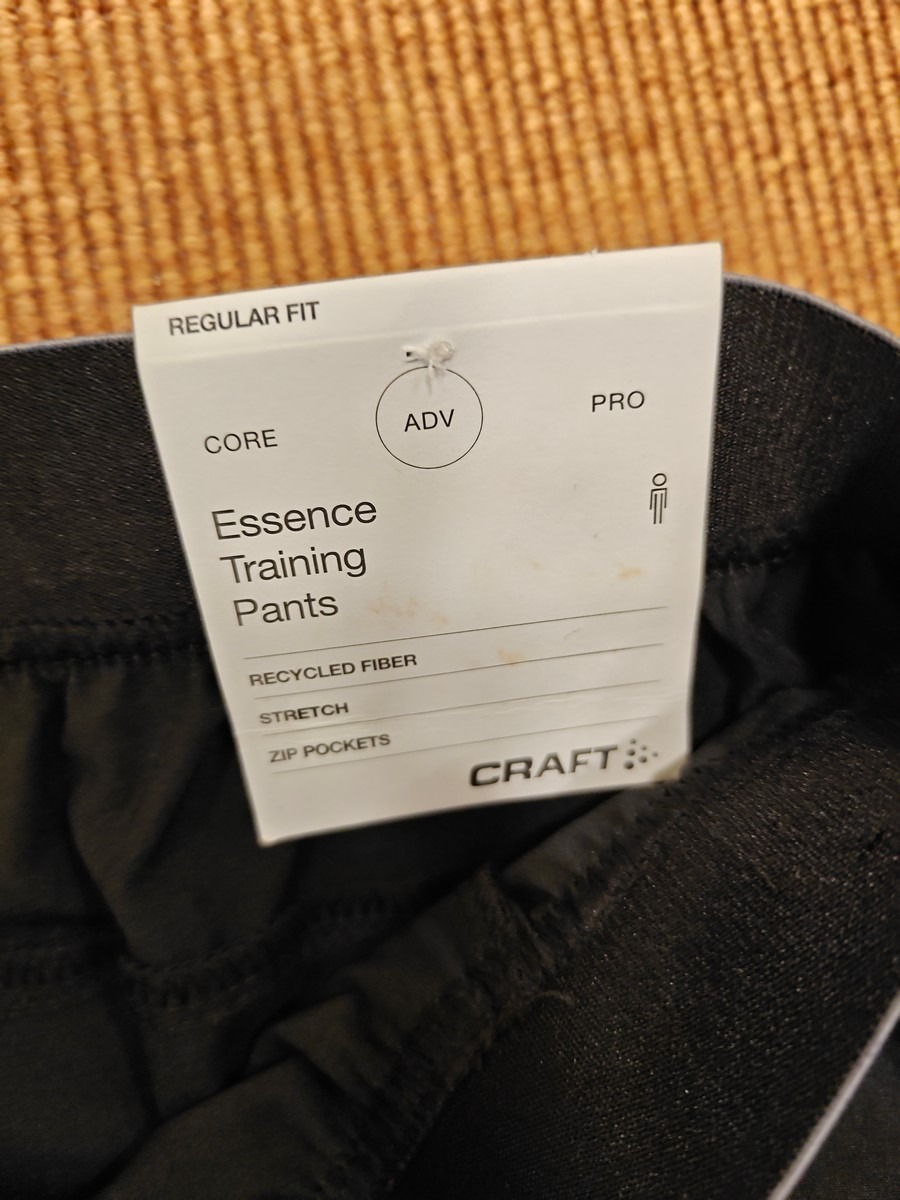 REGULAR FIT
CORE ADV PRO
Essence
Training
Pants
RECYCLED FIBER
STRETCH
ZIP POCKETS
CRAFT